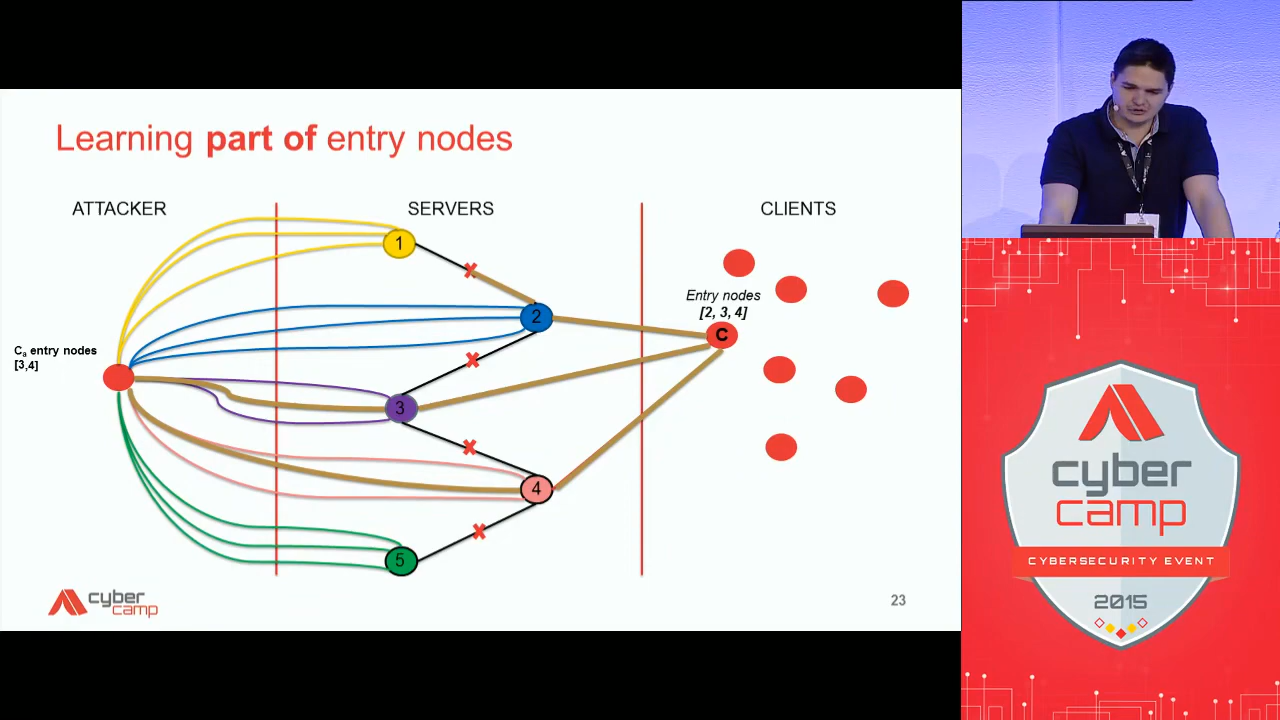 Learning part of entry nodes
ATTACKER
SERVERS
CLIENTS
1
2
3
4
5
Entry nodes
[2, 3, 4]
C
Ca entry nodes
[3,4]
cyber
camp
23
cyber
camp
CYBERSECURITY EVENT
2015